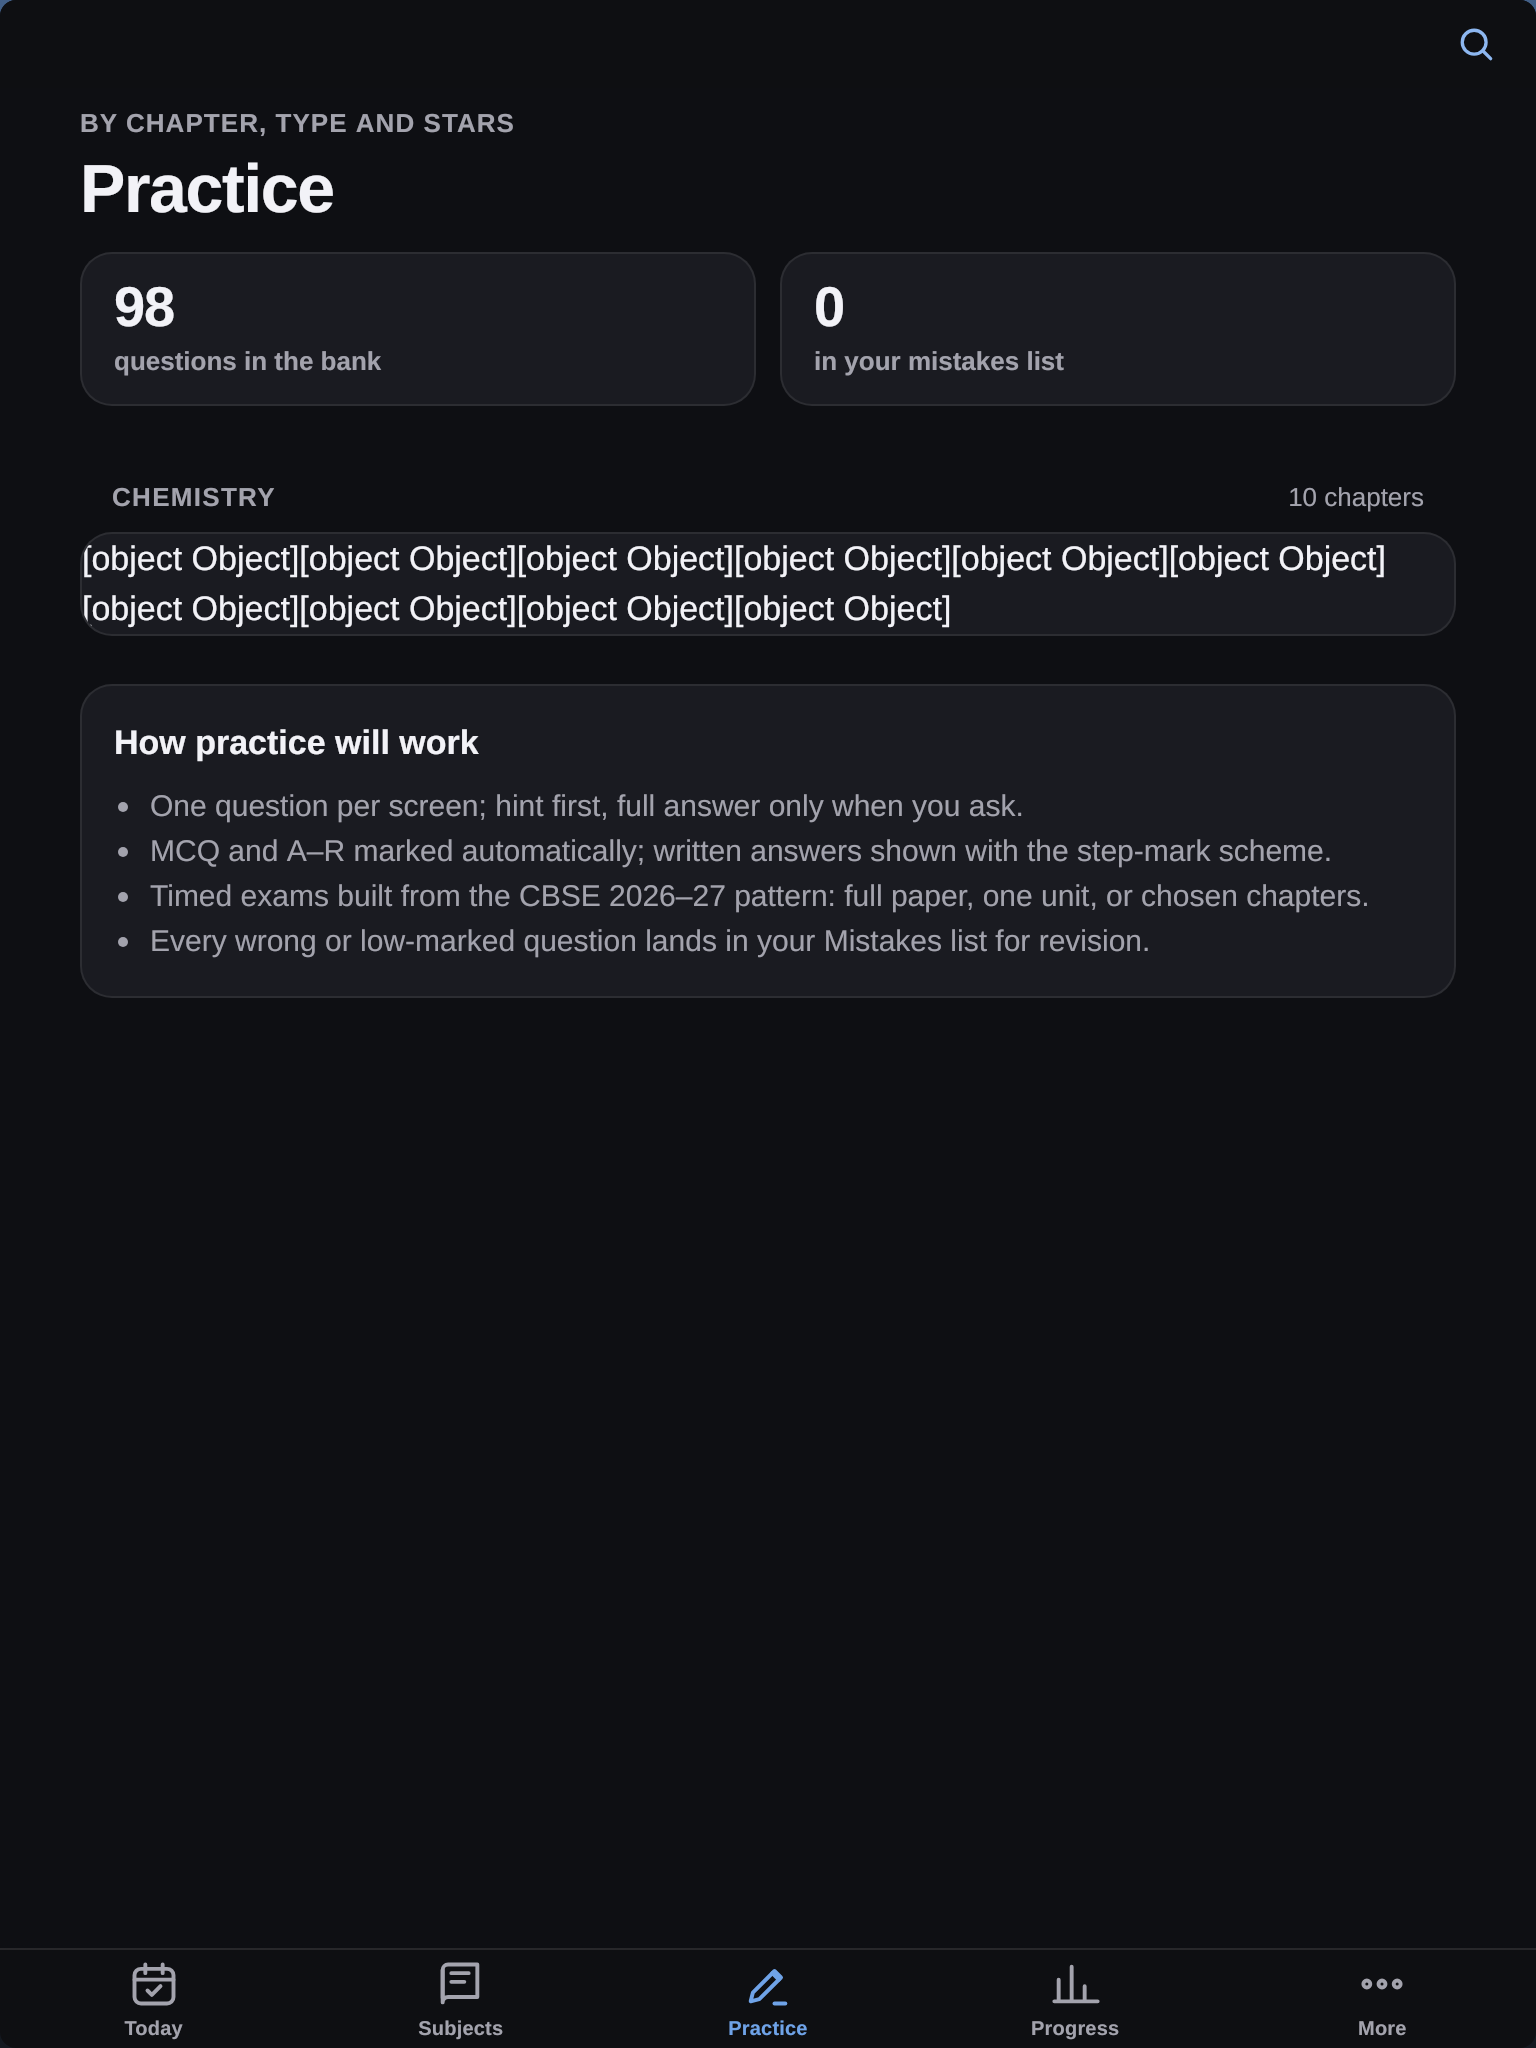 BY CHAPTER, TYPE AND STARS
Practice
98
questions in the bank
0
in your mistakes list
CHEMISTRY
10 chapters
[object Object][object Object][object Object][object Object][object Object][object Object]
[object Object][object Object][object Object][object Object]
How practice will work
• One question per screen; hint first, full answer only when you ask.
• MCQ and A–R marked automatically; written answers shown with the step-mark scheme.
• Timed exams built from the CBSE 2026–27 pattern: full paper, one unit, or chosen chapters.
• Every wrong or low-marked question lands in your Mistakes list for revision.
Today
Subjects
Practice
Progress
More